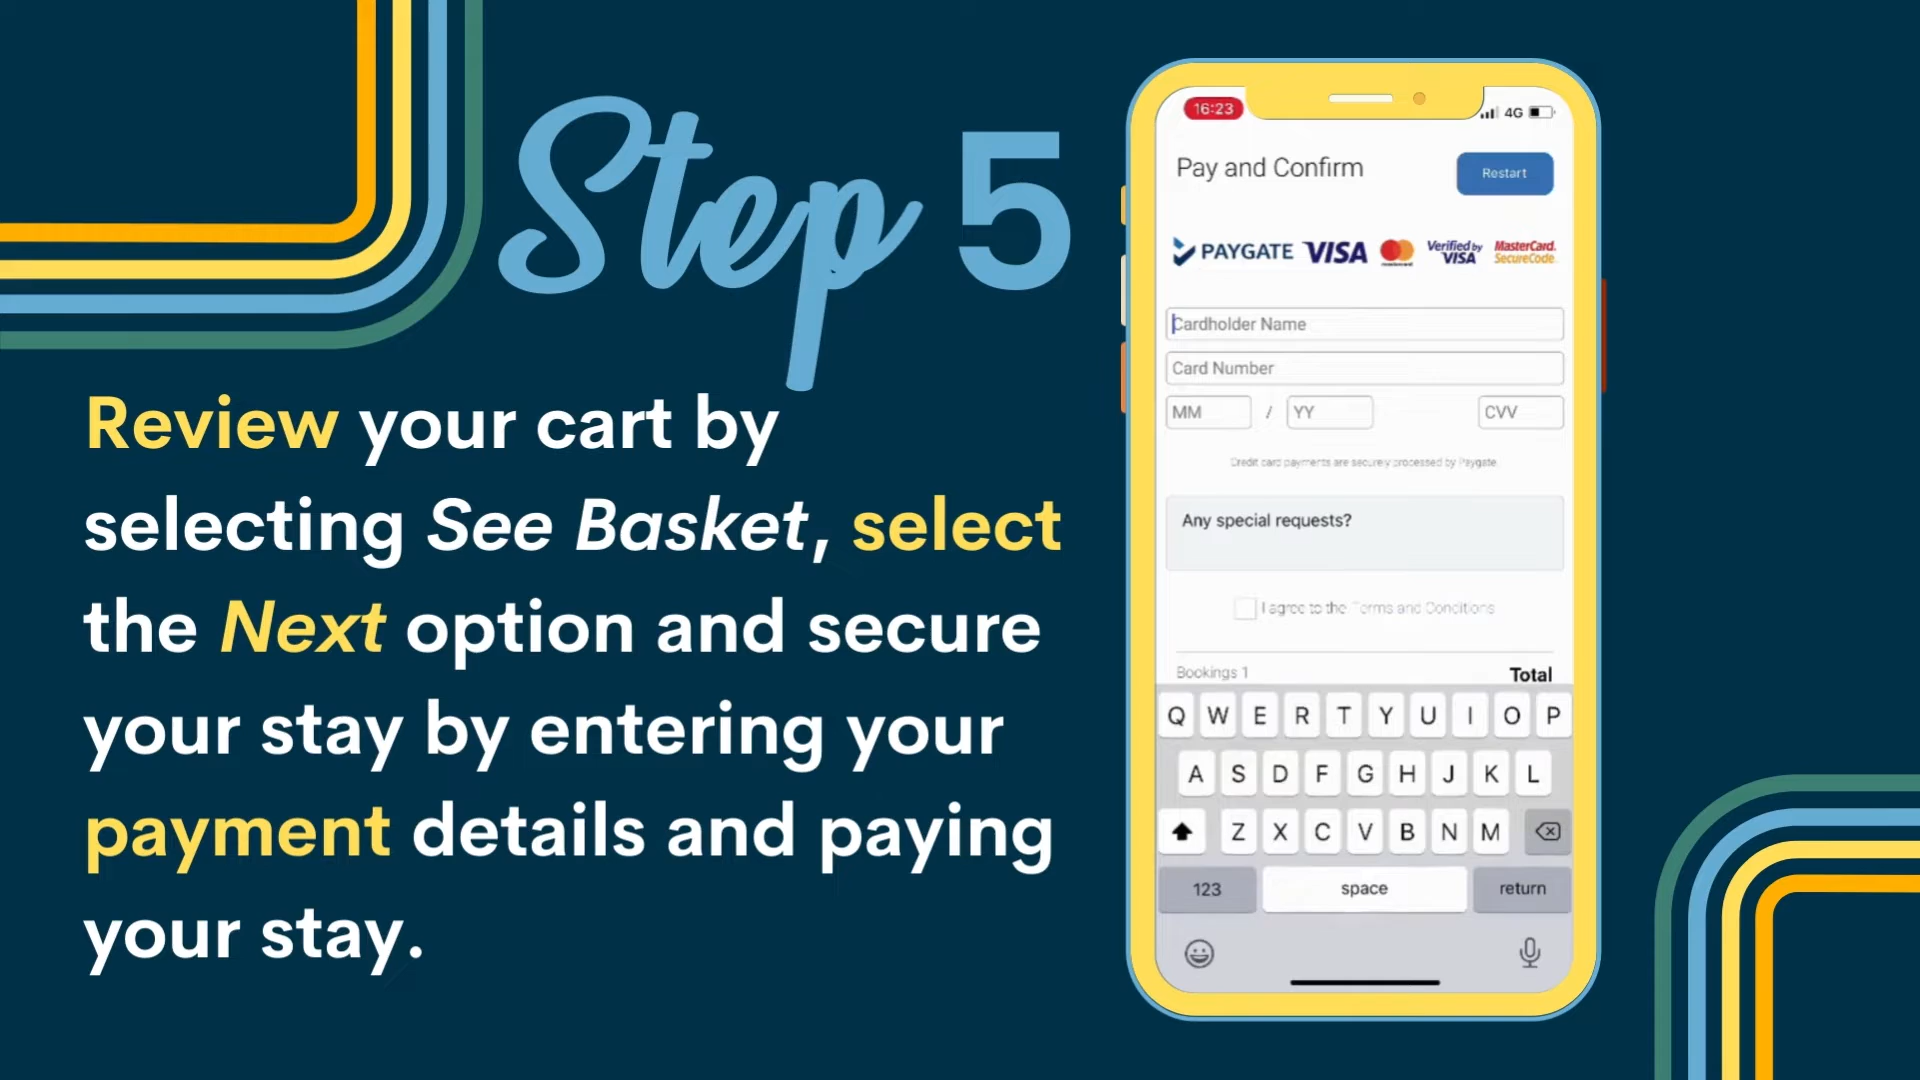 Step 5
Review your cart by
selecting See Basket, select
the Next option and secure
your stay by entering your
payment details and paying
your stay.
16:23
4G
Pay and Confirm
Restart
PAYGATE VISA mastercard Verified by VISA MasterCard. SecureCode.
Cardholder Name
Card Number
MM / YY CVV
Credit card payments are securely processed by Paygate.
Any special requests?
I agree to the Terms and Conditions
Bookings 1 Total
Q W E R T Y U I O P
A S D F G H J K L
Z X C V B N M
123 space return